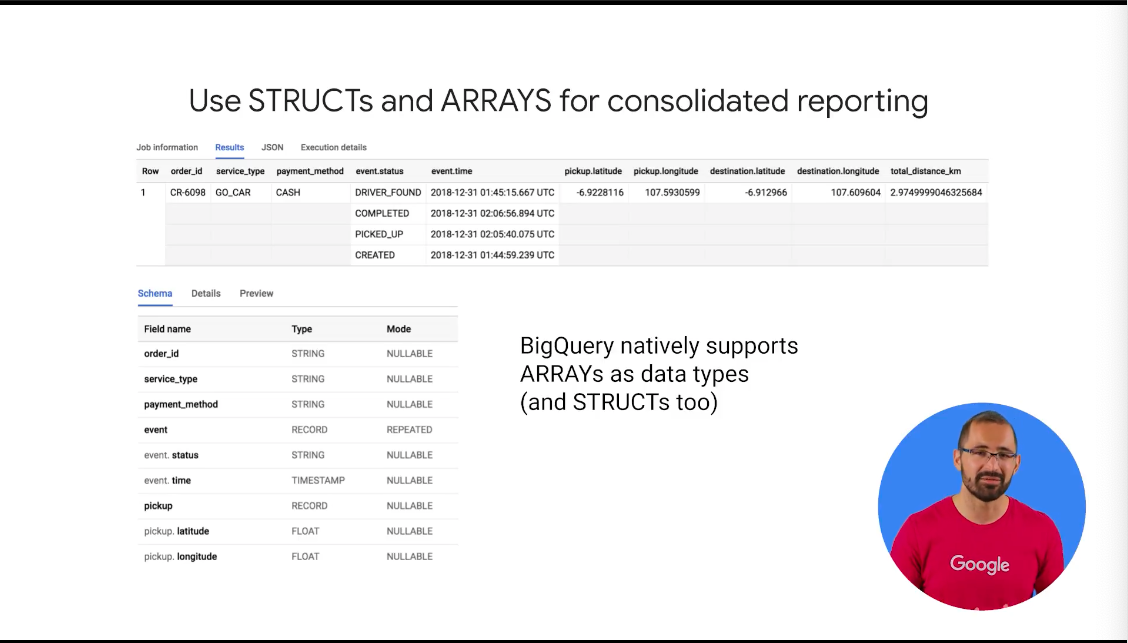 Use STRUCTs and ARRAYS for consolidated reporting
Job information Results JSON Execution details
Row order_id service_type payment_method event.status event.time pickup.latitude pickup.longitude destination.latitude destination.longitude total_distance_km
1 CR-6098 GO_CAR CASH DRIVER_FOUND 2018-12-31 01:45:15.667 UTC -6.9228116 107.5930599 -6.912966 107.609604 2.9749999046325684
COMPLETED 2018-12-31 02:06:56.894 UTC
PICKED_UP 2018-12-31 02:05:40.075 UTC
CREATED 2018-12-31 01:44:59.239 UTC
Schema Details Preview
Field name Type Mode
order_id STRING NULLABLE
service_type STRING NULLABLE
payment_method STRING NULLABLE
event RECORD REPEATED
event. status STRING NULLABLE
event. time TIMESTAMP NULLABLE
pickup RECORD NULLABLE
pickup. latitude FLOAT NULLABLE
pickup. longitude FLOAT NULLABLE
BigQuery natively supports
ARRAYs as data types
(and STRUCTs too)
Google